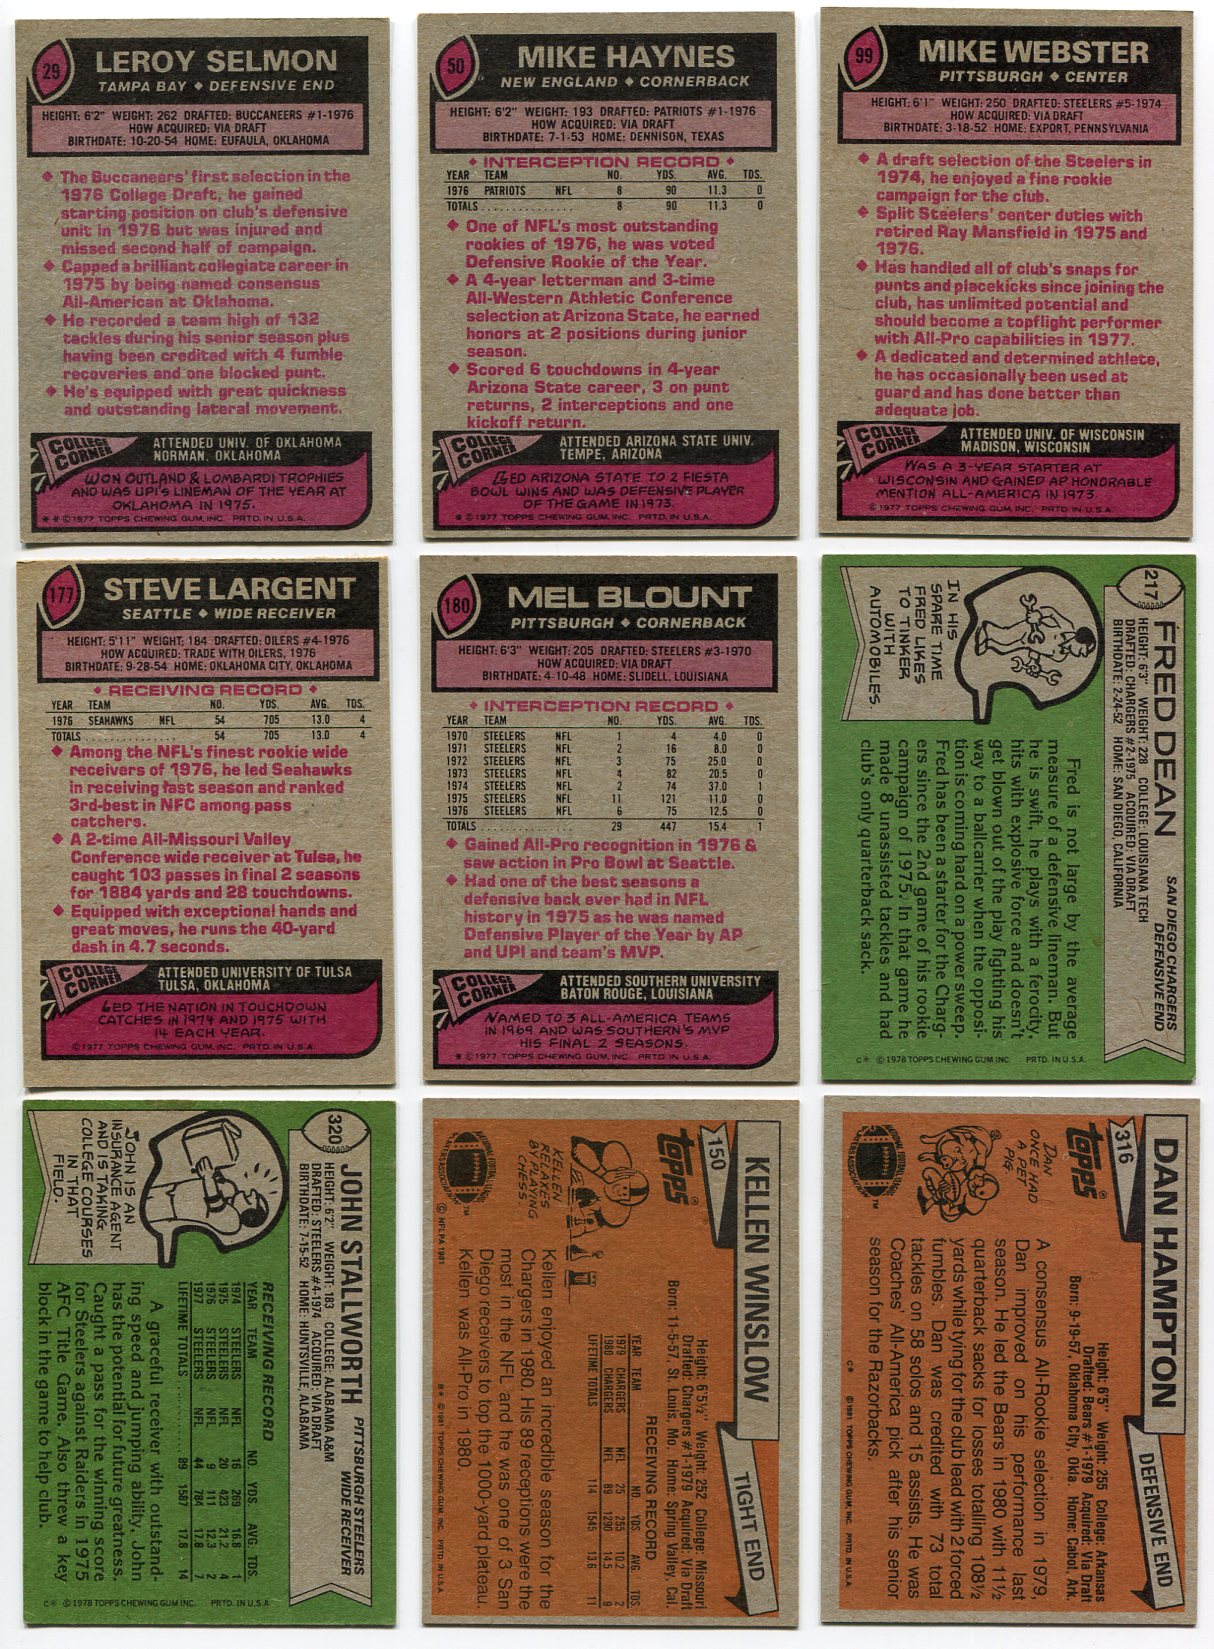 29
LEROY SELMON
TAMPA BAY ◆ DEFENSIVE END
HEIGHT: 6'2" WEIGHT: 262 DRAFTED: BUCCANEERS #1-1976
HOW ACQUIRED: VIA DRAFT
BIRTHDATE: 10-20-54 HOME: EUFAULA, OKLAHOMA
◆ The Buccaneers' first selection in the
1976 College Draft, he gained
starting position on club's defensive
unit in 1976 but was injured and
missed second half of campaign.
◆ Capped a brilliant collegiate career in
1975 by being named consensus
All-American at Oklahoma.
◆ He recorded a team high of 132
tackles during his senior season plus
having been credited with 4 fumble
recoveries and one blocked punt.
◆ He's equipped with great quickness
and outstanding lateral movement.
COLLEGE
CORNER
ATTENDED UNIV. OF OKLAHOMA
NORMAN, OKLAHOMA
WON OUTLAND & LOMBARDI TROPHIES
AND WAS UPI'S LINEMAN OF THE YEAR AT
OKLAHOMA IN 1975.
** © 1977 TOPPS CHEWING GUM, INC. PRTD. IN U.S.A.
50
MIKE HAYNES
NEW ENGLAND ◆ CORNERBACK
HEIGHT: 6'2" WEIGHT: 193 DRAFTED: PATRIOTS #1-1976
HOW ACQUIRED: VIA DRAFT
BIRTHDATE: 7-1-53 HOME: DENNISON, TEXAS
◆ INTERCEPTION RECORD ◆
YEAR TEAM NO. YDS. AVG. TDS.
1976 PATRIOTS NFL 8 90 11.3 0
TOTALS............... 8 90 11.3 0
◆ One of NFL's most outstanding
rookies of 1976, he was voted
Defensive Rookie of the Year.
◆ A 4-year letterman and 3-time
All-Western Athletic Conference
selection at Arizona State, he earned
honors at 2 positions during junior
season.
◆ Scored 6 touchdowns in 4-year
Arizona State career, 3 on punt
returns, 2 interceptions and one
kickoff return.
COLLEGE
CORNER
ATTENDED ARIZONA STATE UNIV.
TEMPE, ARIZONA
LED ARIZONA STATE TO 2 FIESTA
BOWL WINS AND WAS DEFENSIVE PLAYER
OF THE GAME IN 1973.
* © 1977 TOPPS CHEWING GUM, INC. PRTD. IN U.S.A.
99
MIKE WEBSTER
PITTSBURGH ◆ CENTER
HEIGHT: 6'1" WEIGHT: 250 DRAFTED: STEELERS #5-1974
HOW ACQUIRED: VIA DRAFT
BIRTHDATE: 3-18-52 HOME: EXPORT, PENNSYLVANIA
◆ A draft selection of the Steelers in
1974, he enjoyed a fine rookie
campaign for the club.
◆ Split Steelers' center duties with
retired Ray Mansfield in 1975 and
1976.
◆ Has handled all of club's snaps for
punts and placekicks since joining the
club, has unlimited potential and
should become a topflight performer
with All-Pro capabilities in 1977.
◆ A dedicated and determined athlete,
he has occasionally been used at
guard and has done better than
adequate job.
COLLEGE
CORNER
ATTENDED UNIV. OF WISCONSIN
MADISON, WISCONSIN
WAS A 3-YEAR STARTER AT
WISCONSIN AND GAINED AP HONORABLE
MENTION ALL-AMERICA IN 1973
© 1977 TOPPS CHEWING GUM, INC. PRTD. IN U.S.A.
177
STEVE LARGENT
SEATTLE ◆ WIDE RECEIVER
HEIGHT: 5'11" WEIGHT: 184 DRAFTED: OILERS #4-1976
HOW ACQUIRED: TRADE WITH OILERS, 1976
BIRTHDATE: 9-28-54 HOME: OKLAHOMA CITY, OKLAHOMA
◆ RECEIVING RECORD ◆
YEAR TEAM NO. YDS. AVG. TDS.
1976 SEAHAWKS NFL 54 705 13.0 4
TOTALS............... 54 705 13.0 4
◆ Among the NFL's finest rookie wide
receivers of 1976, he led Seahawks
in receiving last season and ranked
3rd-best in NFC among pass
catchers.
◆ A 2-time All-Missouri Valley
Conference wide receiver at Tulsa, he
caught 103 passes in final 2 seasons
for 1884 yards and 28 touchdowns.
◆ Equipped with exceptional hands and
great moves, he runs the 40-yard
dash in 4.7 seconds.
COLLEGE
CORNER
ATTENDED UNIVERSITY OF TULSA
TULSA, OKLAHOMA
LED THE NATION IN TOUCHDOWN
CATCHES IN 1974 AND 1975 WITH
14 EACH YEAR.
© 1977 TOPPS CHEWING GUM, INC. PRTD. IN U.S.A.
180
MEL BLOUNT
PITTSBURGH ◆ CORNERBACK
HEIGHT: 6'3" WEIGHT: 205 DRAFTED: STEELERS #3-1970
HOW ACQUIRED: VIA DRAFT
BIRTHDATE: 4-10-48 HOME: SLIDELL, LOUISIANA
◆ INTERCEPTION RECORD ◆
YEAR TEAM NO. YDS. AVG. TDS.
1970 STEELERS NFL 1 4 4.0 0
1971 STEELERS NFL 2 16 8.0 0
1972 STEELERS NFL 3 75 25.0 0
1973 STEELERS NFL 4 82 20.5 0
1974 STEELERS NFL 2 74 37.0 1
1975 STEELERS NFL 11 121 11.0 0
1976 STEELERS NFL 6 75 12.5 0
TOTALS............... 29 447 15.4 1
◆ Gained All-Pro recognition in 1976 &
saw action in Pro Bowl at Seattle.
◆ Had one of the best seasons a
defensive back ever had in NFL
history in 1975 as he was named
Defensive Player of the Year by AP
and UPI and team's MVP.
COLLEGE
CORNER
ATTENDED SOUTHERN UNIVERSITY
BATON ROUGE, LOUISIANA
NAMED TO 3 ALL-AMERICA TEAMS
IN 1969 AND WAS SOUTHERN'S MVP
HIS FINAL 2 SEASONS.
* © 1977 TOPPS CHEWING GUM, INC. PRTD. IN U.S.A.
217
FRED DEAN
SAN DIEGO CHARGERS
DEFENSIVE END
HEIGHT: 6'3" WEIGHT: 228 COLLEGE: LOUISIANA TECH
DRAFTED: CHARGERS #2-1975 ACQUIRED: VIA DRAFT
BIRTHDATE: 2-24-52 HOME: SAN DIEGO, CALIFORNIA
IN HIS
SPARE TIME
FRED LIKES
TO TINKER
WITH
AUTOMOBILES.
Fred is not large by the average
measure of a defensive lineman. But
he is swift, he plays with a ferocity,
hits with explosive force and doesn't
get blown out of the play fighting his
way to a ballcarrier when the opposi-
tion is coming hard on a power sweep.
Fred has been a starter for the Charg-
ers since the 2nd game of his rookie
campaign of 1975. In that game he
made 8 unassisted tackles and had
club's only quarterback sack.
C* © 1978 TOPPS CHEWING GUM INC. PRTD. IN U.S.A.
320
JOHN STALLWORTH
PITTSBURGH STEELERS
WIDE RECEIVER
HEIGHT: 6'2" WEIGHT: 183 COLLEGE: ALABAMA A&M
DRAFTED: STEELERS #4-1974 ACQUIRED: VIA DRAFT
BIRTHDATE: 7-15-52 HOME: HUNTSVILLE, ALABAMA
JOHN IS AN
INSURANCE AGENT
AND IS TAKING
COLLEGE COURSES
IN THAT
FIELD.
RECEIVING RECORD
YEAR TEAM NO. YDS. AVG. TDS.
1974 STEELERS NFL 16 269 16.8 1
1975 STEELERS NFL 20 423 21.2 4
1976 STEELERS NFL 9 111 12.3 2
1977 STEELERS NFL 44 784 17.8 7
LIFETIME TOTALS........ 89 1587 17.8 14
A graceful receiver with outstand-
ing speed and jumping ability, John
has the potential for future greatness.
Caught a pass for the winning score
for Steelers against Raiders in 1975
AFC Title Game. Also threw a key
block in the game to help club.
C* © 1978 TOPPS CHEWING GUM INC. PRTD. IN U.S.A.
150
KELLEN WINSLOW
TIGHT END
topps®
Height: 6'5½" Weight: 252 College: Missouri
Drafted: Chargers #1-1979 Acquired: Via Draft
Born: 11-5-57, St. Louis, Mo. Home: Spring Valley, Cal.
KELLEN
RELAXES
BY PLAYING
CHESS.
RECEIVING RECORD
YEAR TEAM NO. YDS. AVG. TDS.
1979 CHARGERS NFL 25 255 10.2 2
1980 CHARGERS NFL 89 1290 14.5 9
LIFETIME TOTALS 114 1545 13.6 11
Kellen enjoyed an incredible season for the
Chargers in 1980. His 89 receptions were the
most in the NFL and he was one of 3 San
Diego receivers to top the 1000-yard plateau.
Kellen was All-Pro in 1980.
© NFLPA 1981
B* © 1981 TOPPS CHEWING GUM, INC. PRTD. IN U.S.A.
316
DAN HAMPTON
DEFENSIVE END
topps®
Height: 6'5" Weight: 255 College: Arkansas
Drafted: Bears #1-1979 Acquired: Via Draft
Born: 9-19-57, Oklahoma City, Okla. Home: Cabot, Ark.
DAN
ONCE HAD
A PET
PIG.
A consensus All-Rookie selection in 1979,
Dan improved on his performance last
season. He led the Bears in 1980 with 11½
quarterback sacks for losses totalling 108½
yards while tying for the club lead with 2 forced
fumbles. Dan was credited with 73 total
tackles on 58 solos and 15 assists. He was
Coaches' All-America pick after his senior
season for the Razorbacks.
C* © 1981 TOPPS CHEWING GUM, INC. PRTD. IN U.S.A.